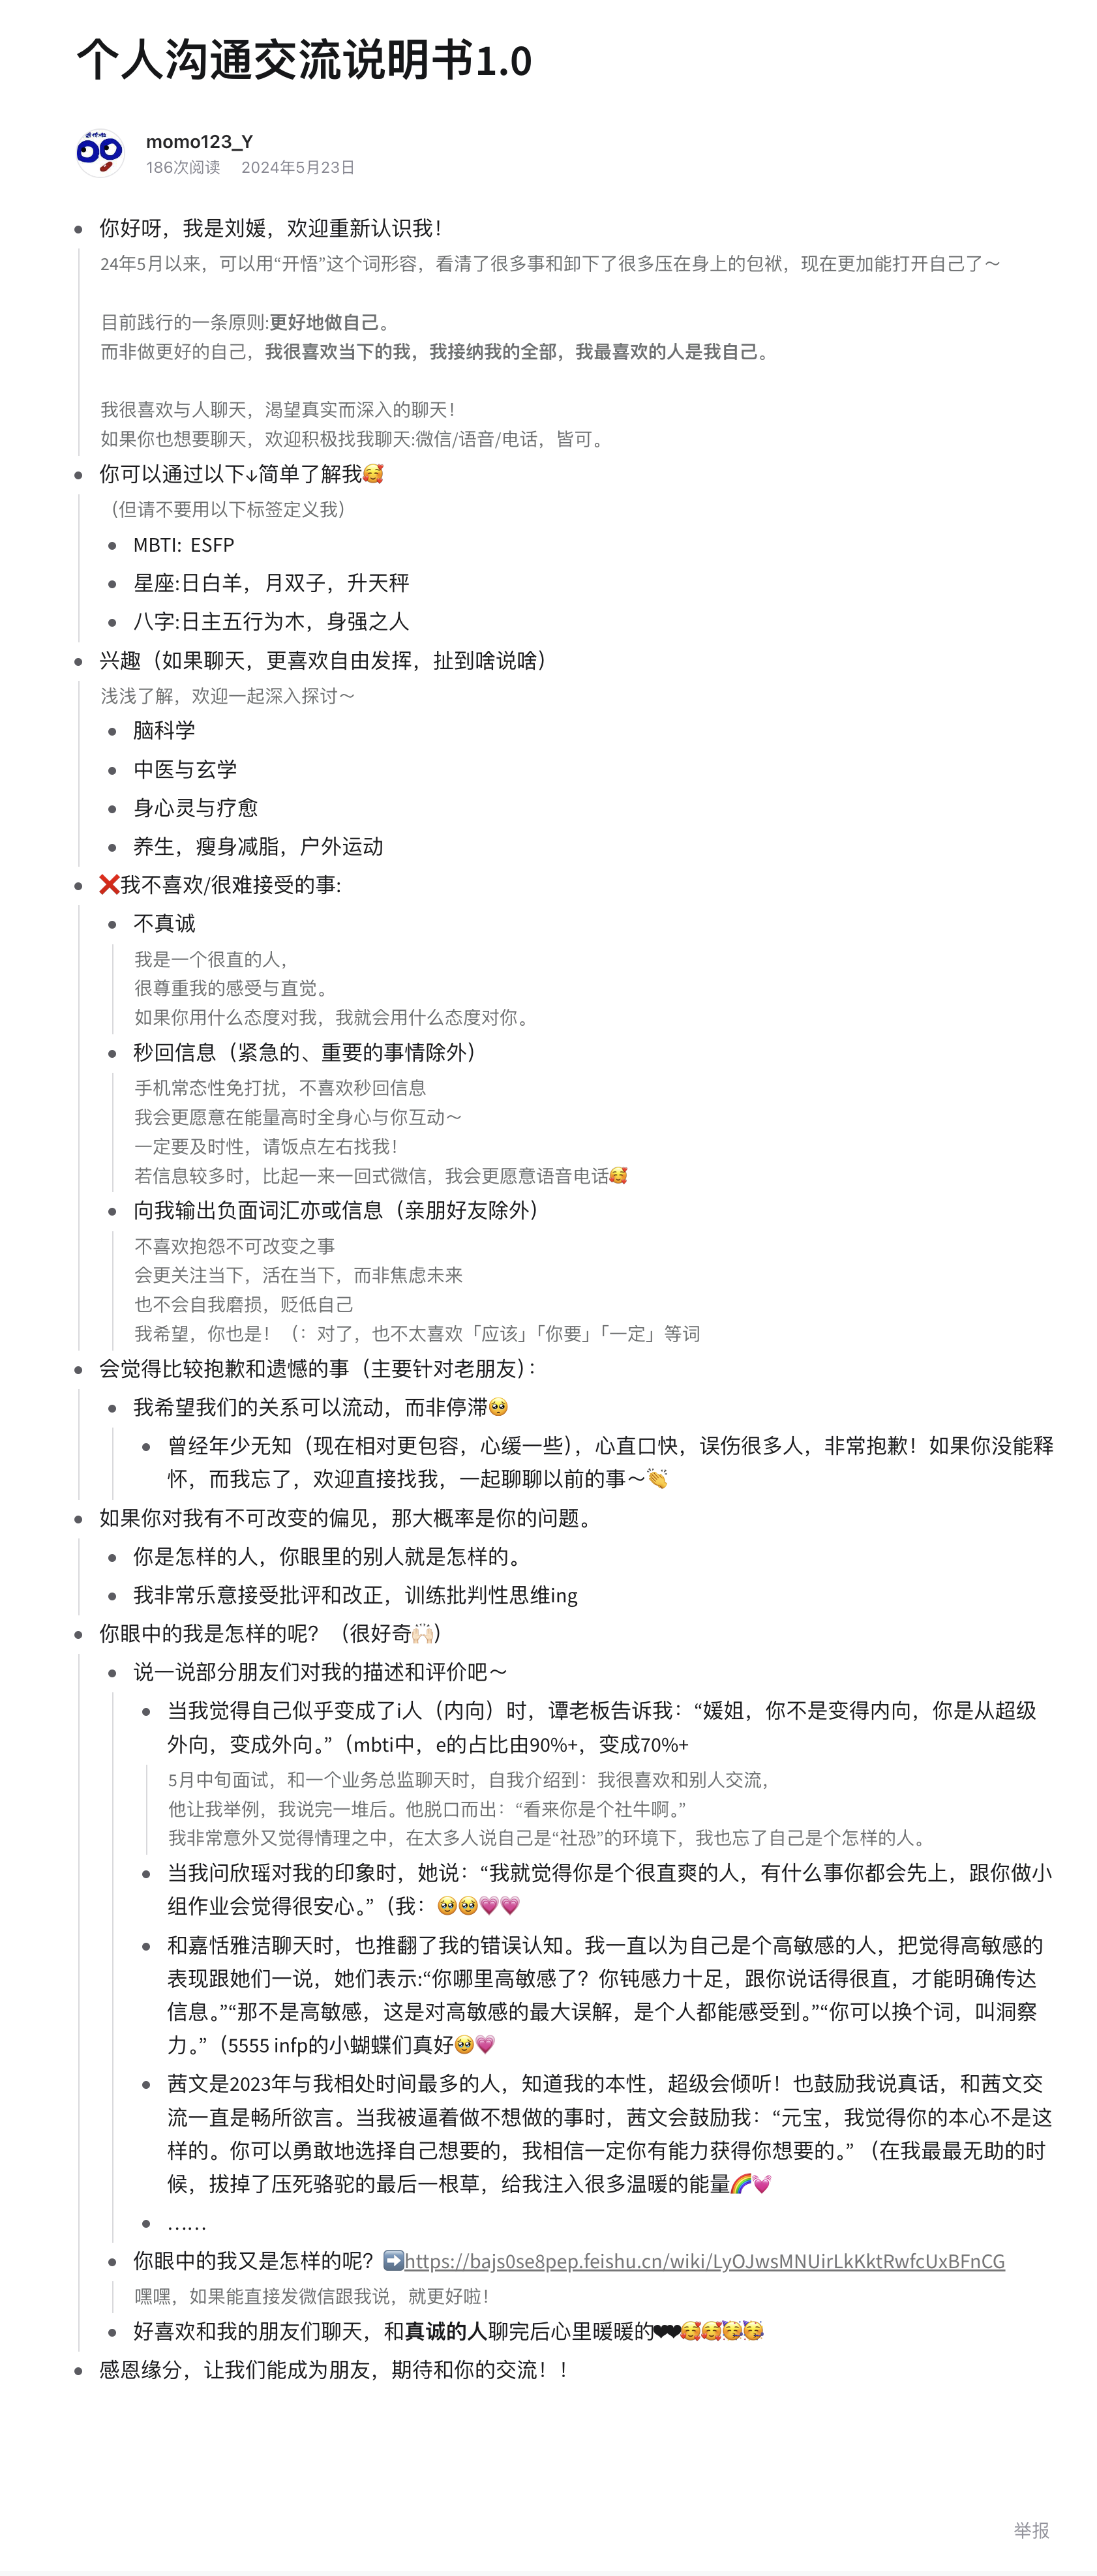 个人沟通交流说明书1.0
momo123_Y
186次阅读 2024年5月23日
你好呀，我是刘媛，欢迎重新认识我！
24年5月以来，可以用“开悟”这个词形容，看清了很多事和卸下了很多压在身上的包袱，现在更加能打开自己了～
目前践行的一条原则:更好地做自己。
而非做更好的自己，我很喜欢当下的我，我接纳我的全部，我最喜欢的人是我自己。
我很喜欢与人聊天，渴望真实而深入的聊天！
如果你也想要聊天，欢迎积极找我聊天:微信/语音/电话，皆可。
你可以通过以下↓简单了解我🥰
（但请不要用以下标签定义我）
MBTI: ESFP
星座:日白羊，月双子，升天秤
八字:日主五行为木，身强之人
兴趣（如果聊天，更喜欢自由发挥，扯到啥说啥）
浅浅了解，欢迎一起深入探讨～
脑科学
中医与玄学
身心灵与疗愈
养生，瘦身减脂，户外运动
❌我不喜欢/很难接受的事:
不真诚
我是一个很直的人，
很尊重我的感受与直觉。
如果你用什么态度对我，我就会用什么态度对你。
秒回信息（紧急的、重要的事情除外）
手机常态性免打扰，不喜欢秒回信息
我会更愿意在能量高时全身心与你互动～
一定要及时性，请饭点左右找我！
若信息较多时，比起一来一回式微信，我会更愿意语音电话🥰
向我输出负面词汇亦或信息（亲朋好友除外）
不喜欢抱怨不可改变之事
会更关注当下，活在当下，而非焦虑未来
也不会自我磨损，贬低自己
我希望，你也是！（：对了，也不太喜欢「应该」「你要」「一定」等词
会觉得比较抱歉和遗憾的事（主要针对老朋友）：
我希望我们的关系可以流动，而非停滞🥺
曾经年少无知（现在相对更包容，心缓一些），心直口快，误伤很多人，非常抱歉！如果你没能释
怀，而我忘了，欢迎直接找我，一起聊聊以前的事～👏
如果你对我有不可改变的偏见，那大概率是你的问题。
你是怎样的人，你眼里的别人就是怎样的。
我非常乐意接受批评和改正，训练批判性思维ing
你眼中的我是怎样的呢？（很好奇🙌🏻）
说一说部分朋友们对我的描述和评价吧～
当我觉得自己似乎变成了i人（内向）时，谭老板告诉我：“媛姐，你不是变得内向，你是从超级
外向，变成外向。”（mbti中，e的占比由90%+，变成70%+
5月中旬面试，和一个业务总监聊天时，自我介绍到：我很喜欢和别人交流，
他让我举例，我说完一堆后。他脱口而出：“看来你是个社牛啊。”
我非常意外又觉得情理之中，在太多人说自己是“社恐”的环境下，我也忘了自己是个怎样的人。
当我问欣瑶对我的印象时，她说：“我就觉得你是个很直爽的人，有什么事你都会先上，跟你做小
组作业会觉得很安心。”（我：🥹🥹💗💗
和嘉恬雅洁聊天时，也推翻了我的错误认知。我一直以为自己是个高敏感的人，把觉得高敏感的
表现跟她们一说，她们表示:“你哪里高敏感了？你钝感力十足，跟你说话得很直，才能明确传达
信息。”“那不是高敏感，这是对高敏感的最大误解，是个人都能感受到。”“你可以换个词，叫洞察
力。”（5555 infp的小蝴蝶们真好🥹💗
茜文是2023年与我相处时间最多的人，知道我的本性，超级会倾听！也鼓励我说真话，和茜文交
流一直是畅所欲言。当我被逼着做不想做的事时，茜文会鼓励我：“元宝，我觉得你的本心不是这
样的。你可以勇敢地选择自己想要的，我相信一定你有能力获得你想要的。”（在我最最无助的时
候，拔掉了压死骆驼的最后一根草，给我注入很多温暖的能量🌈💓
……
你眼中的我又是怎样的呢？➡️https://bajs0se8pep.feishu.cn/wiki/LyOJwsMNUirLkKktRwfcUxBFnCG
嘿嘿，如果能直接发微信跟我说，就更好啦！
好喜欢和我的朋友们聊天，和真诚的人聊完后心里暖暖的❤❤🥰🥰🥳🥳
感恩缘分，让我们能成为朋友，期待和你的交流！！
举报